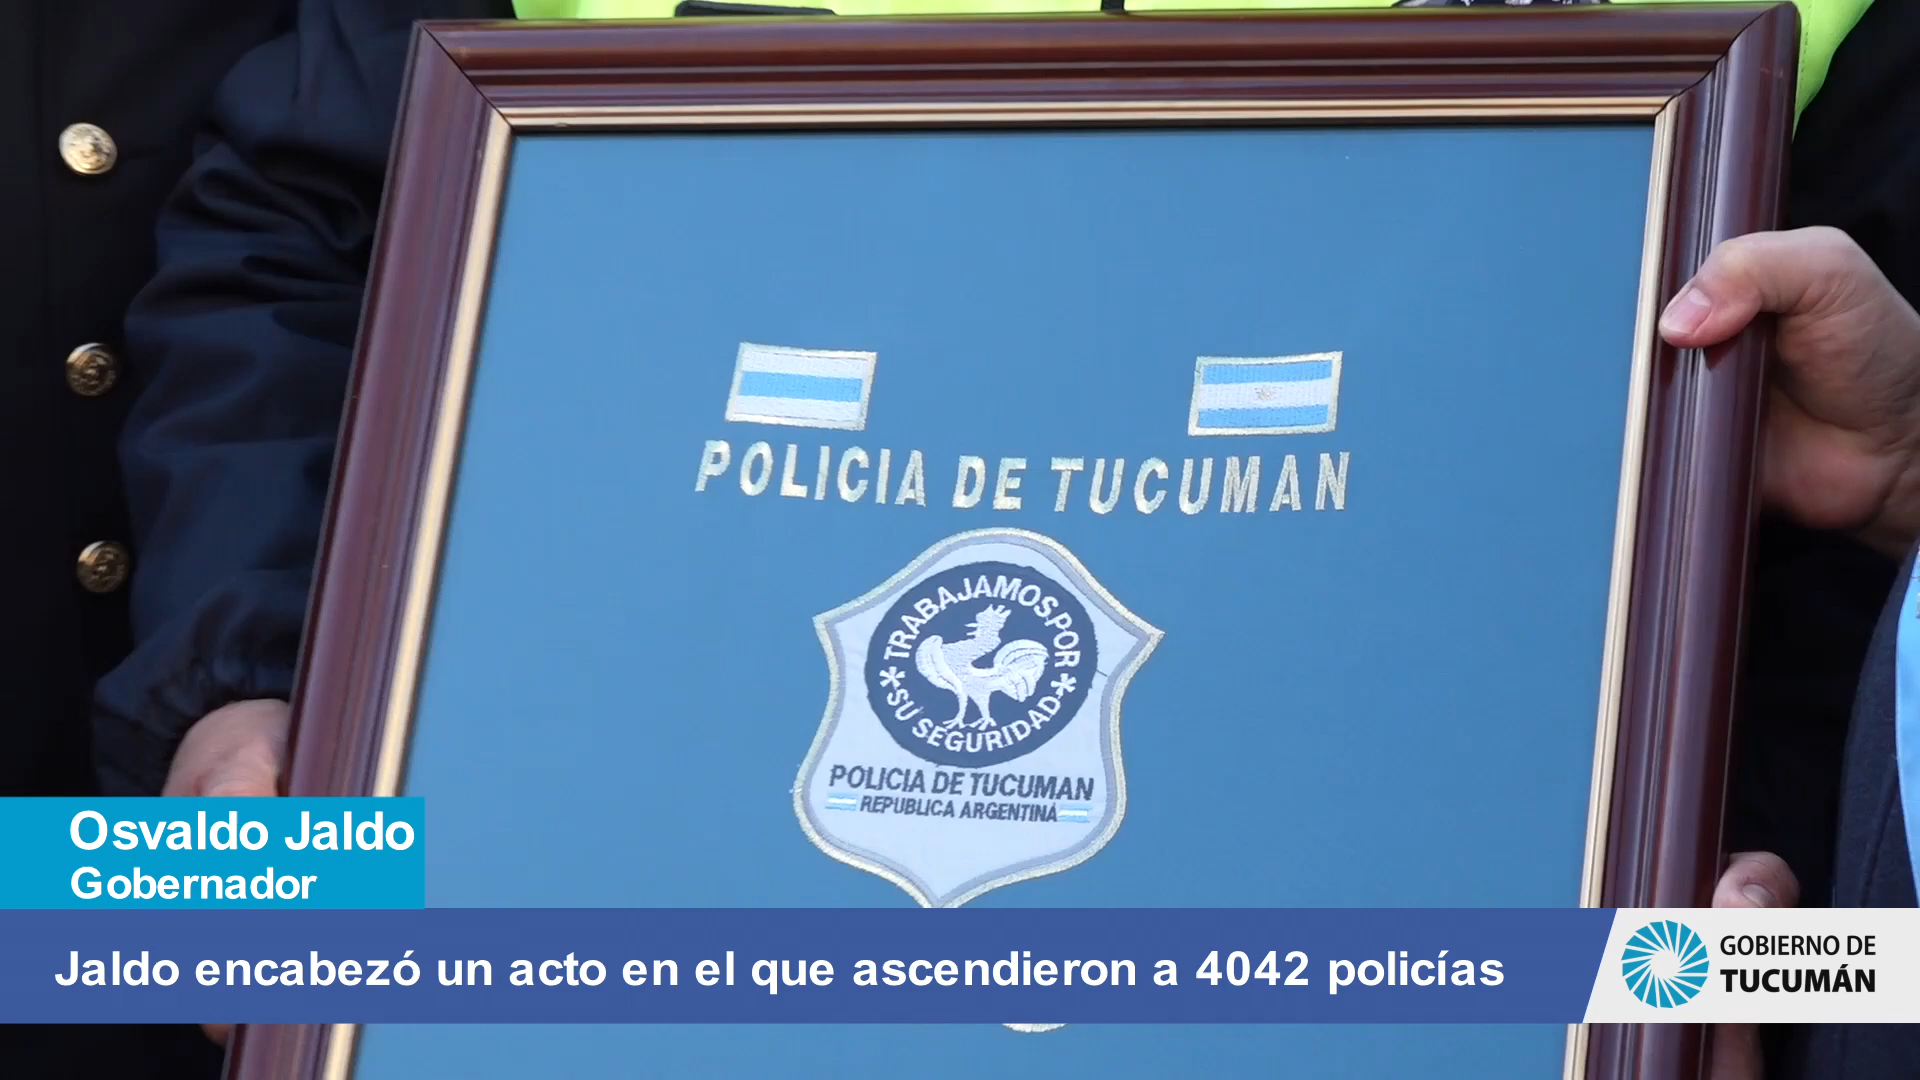 POLICIA DE TUCUMAN
TRABAJAMOS POR
* SU SEGURIDAD *
POLICIA DE TUCUMAN
REPUBLICA ARGENTINA
Osvaldo Jaldo
Gobernador
Jaldo encabezó un acto en el que ascendieron a 4042 policías
GOBIERNO DE
TUCUMÁN